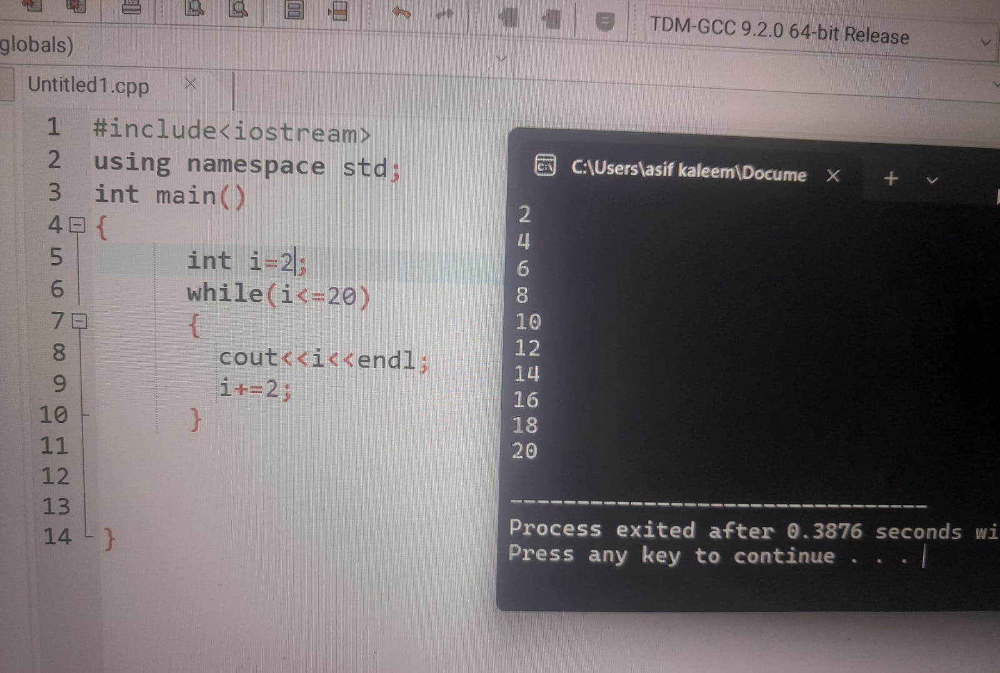 TDM-GCC 9.2.0 64-bit Release
globals)
Untitled1.cpp
1 #include<iostream>
2 using namespace std;
3 int main()
4 {
5 int i=2;
6 while(i<=20)
7 {
8 cout<<i<<endl;
9 i+=2;
10 }
11
12
13
14 }
C:\Users\asif kaleem\Docume
2
4
6
8
10
12
14
16
18
20
--------------------------------
Process exited after 0.3876 seconds wi
Press any key to continue . . .